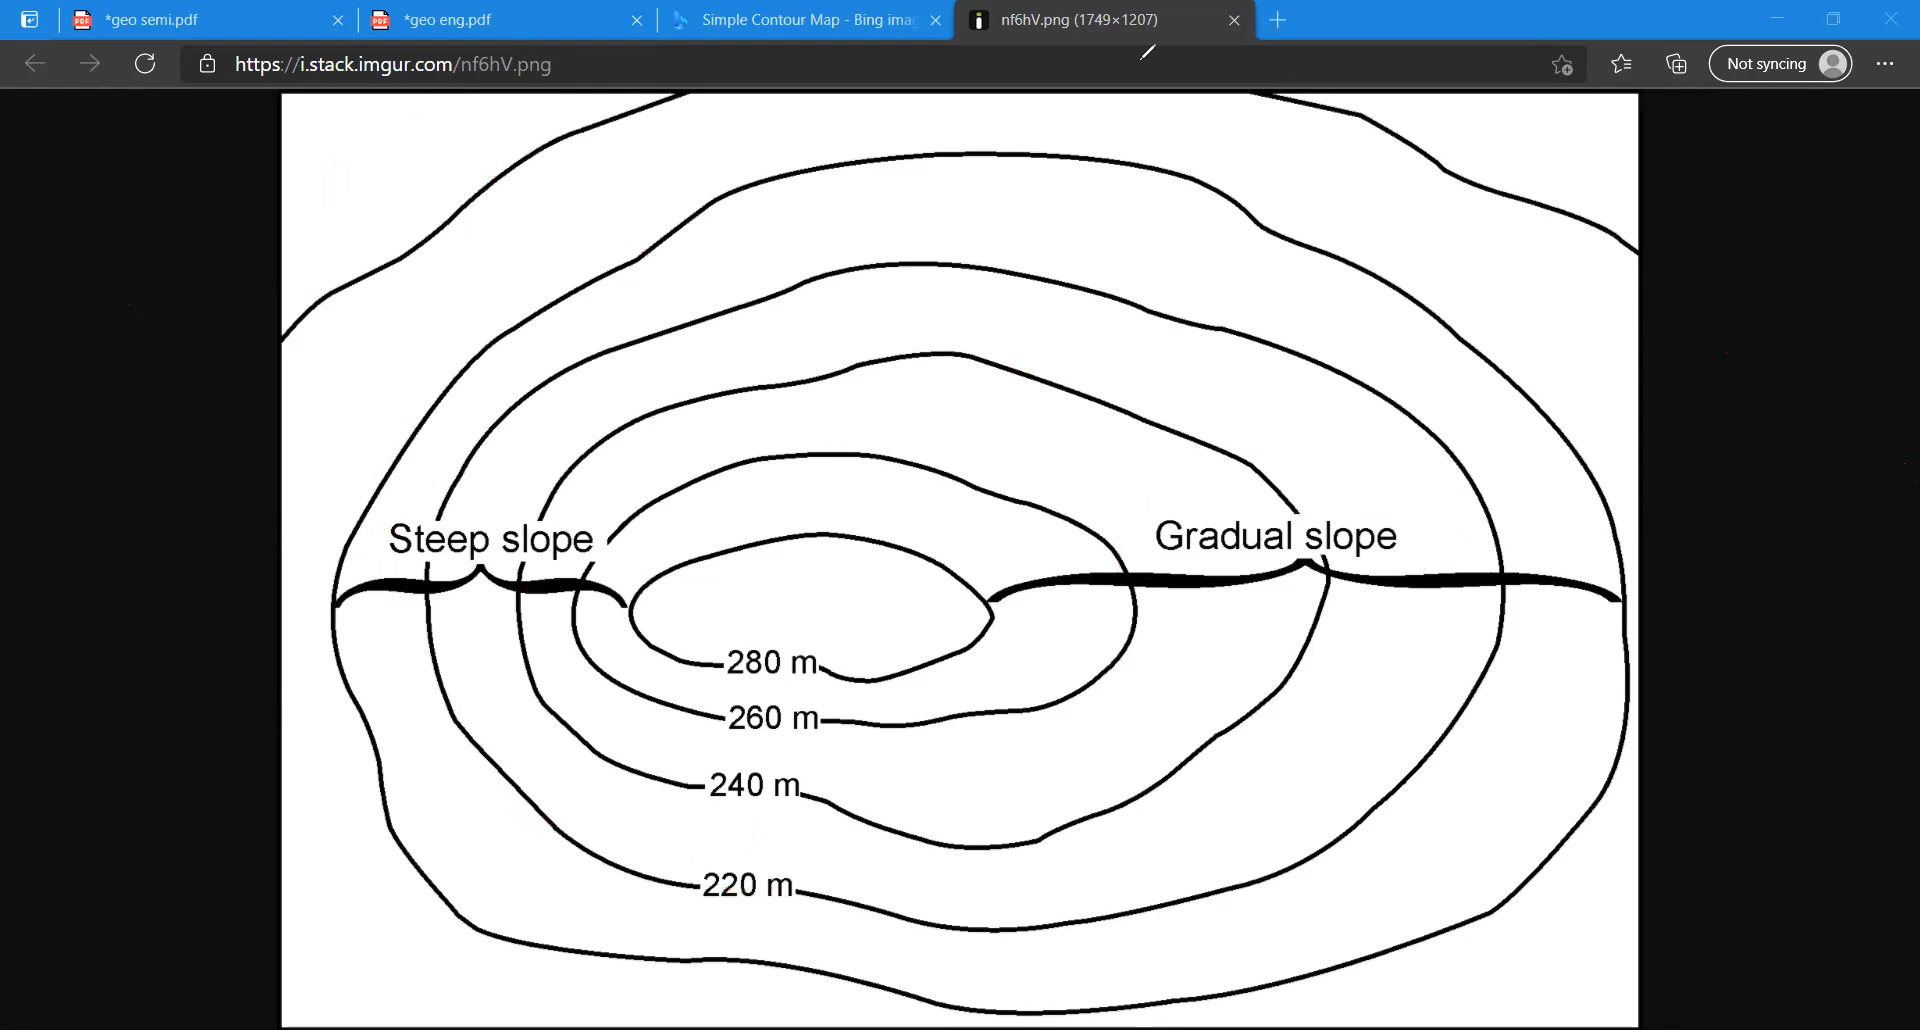 *geo semi.pdf
*geo eng.pdf
Simple Contour Map - Bing ima
nf6hV.png (1749×1207)
https://i.stack.imgur.com/nf6hV.png
Not syncing
Steep slope
Gradual slope
280 m
260 m
240 m
220 m